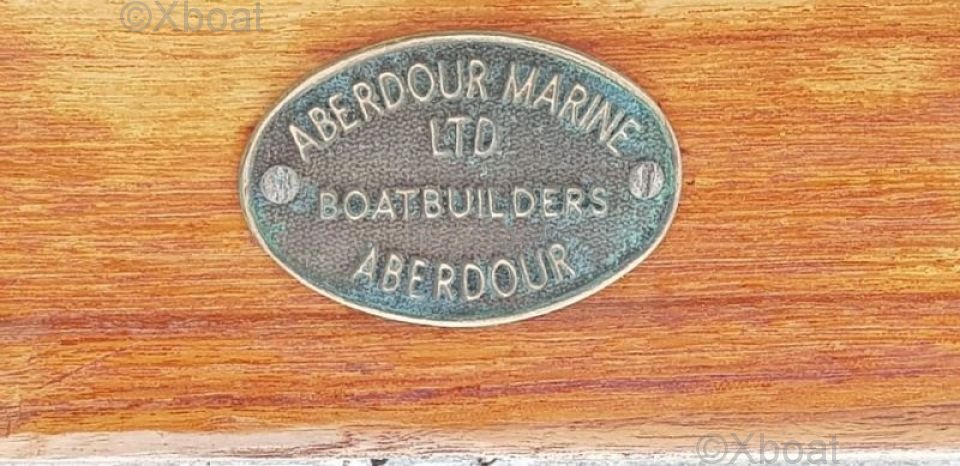 ©Xboat
ABERDOUR MARINE
LTD
BOATBUILDERS
ABERDOUR
©Xboat